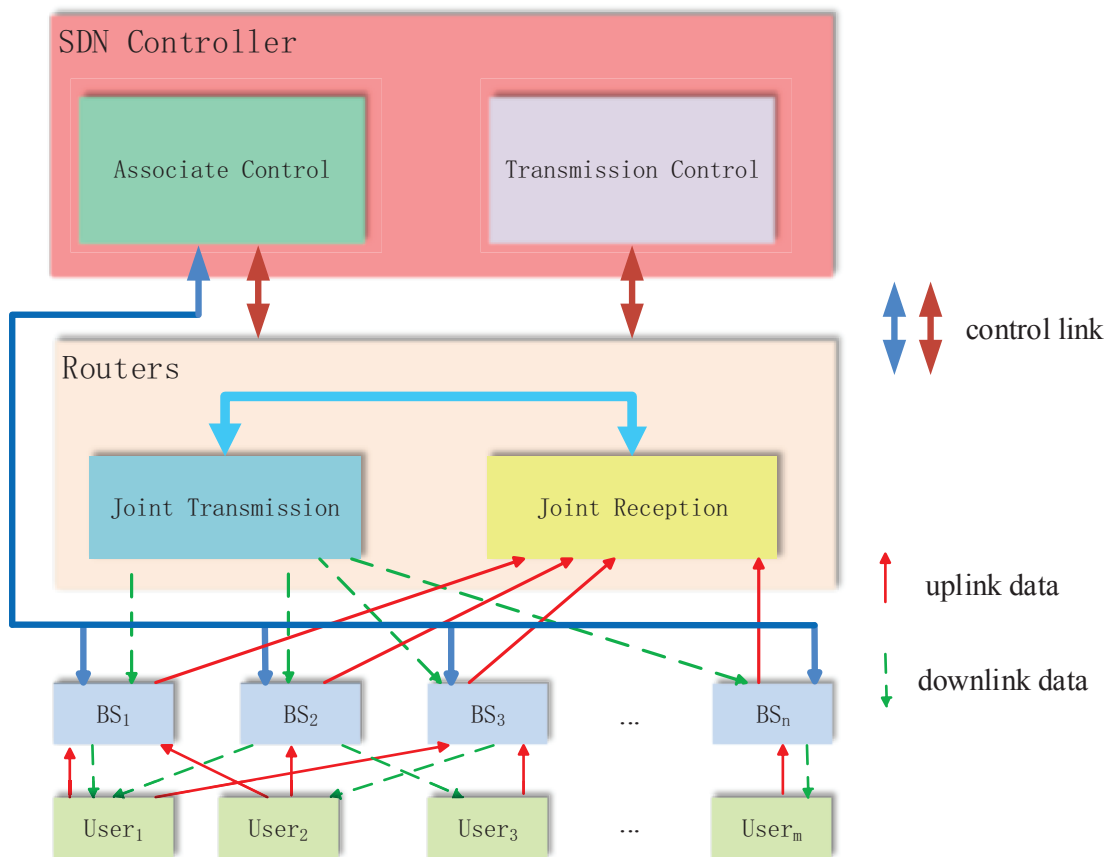 SDN Controller
Associate Control
Transmission Control
control link
Routers
Joint Transmission
Joint Reception
uplink data
downlink data
BS₁
BS₂
BS₃
...
BSₙ
User₁
User₂
User₃
...
Userₘ